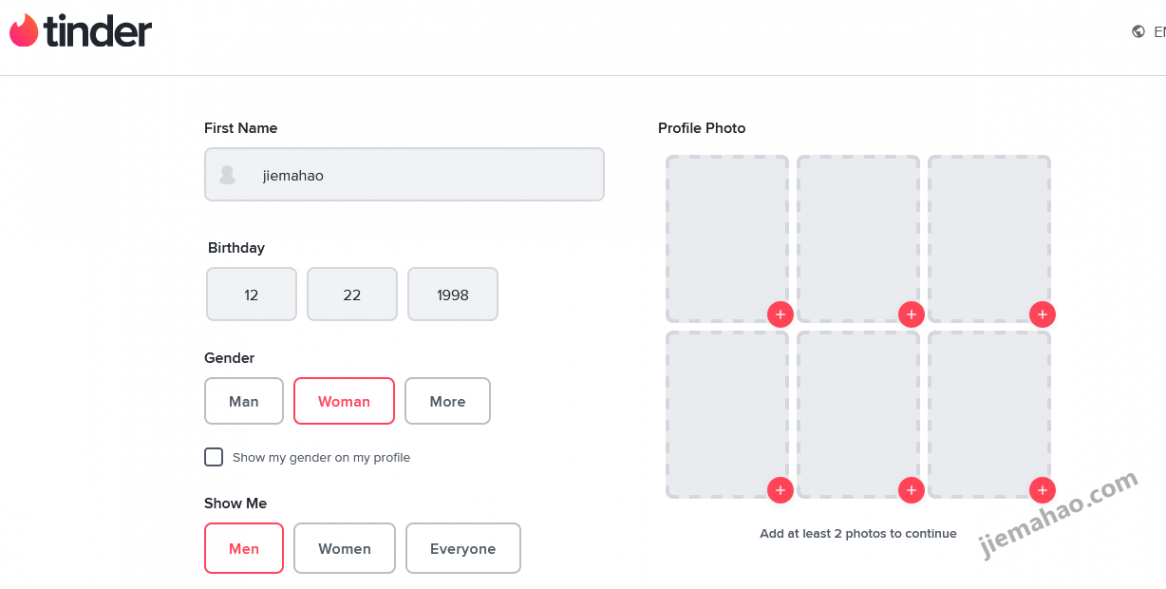 tinder
EN
First Name
jiemahao
Birthday
12
22
1998
Gender
Man
Woman
More
Show my gender on my profile
Show Me
Men
Women
Everyone
Profile Photo
+
+
+
+
+
+
Add at least 2 photos to continue
jiemahao.com